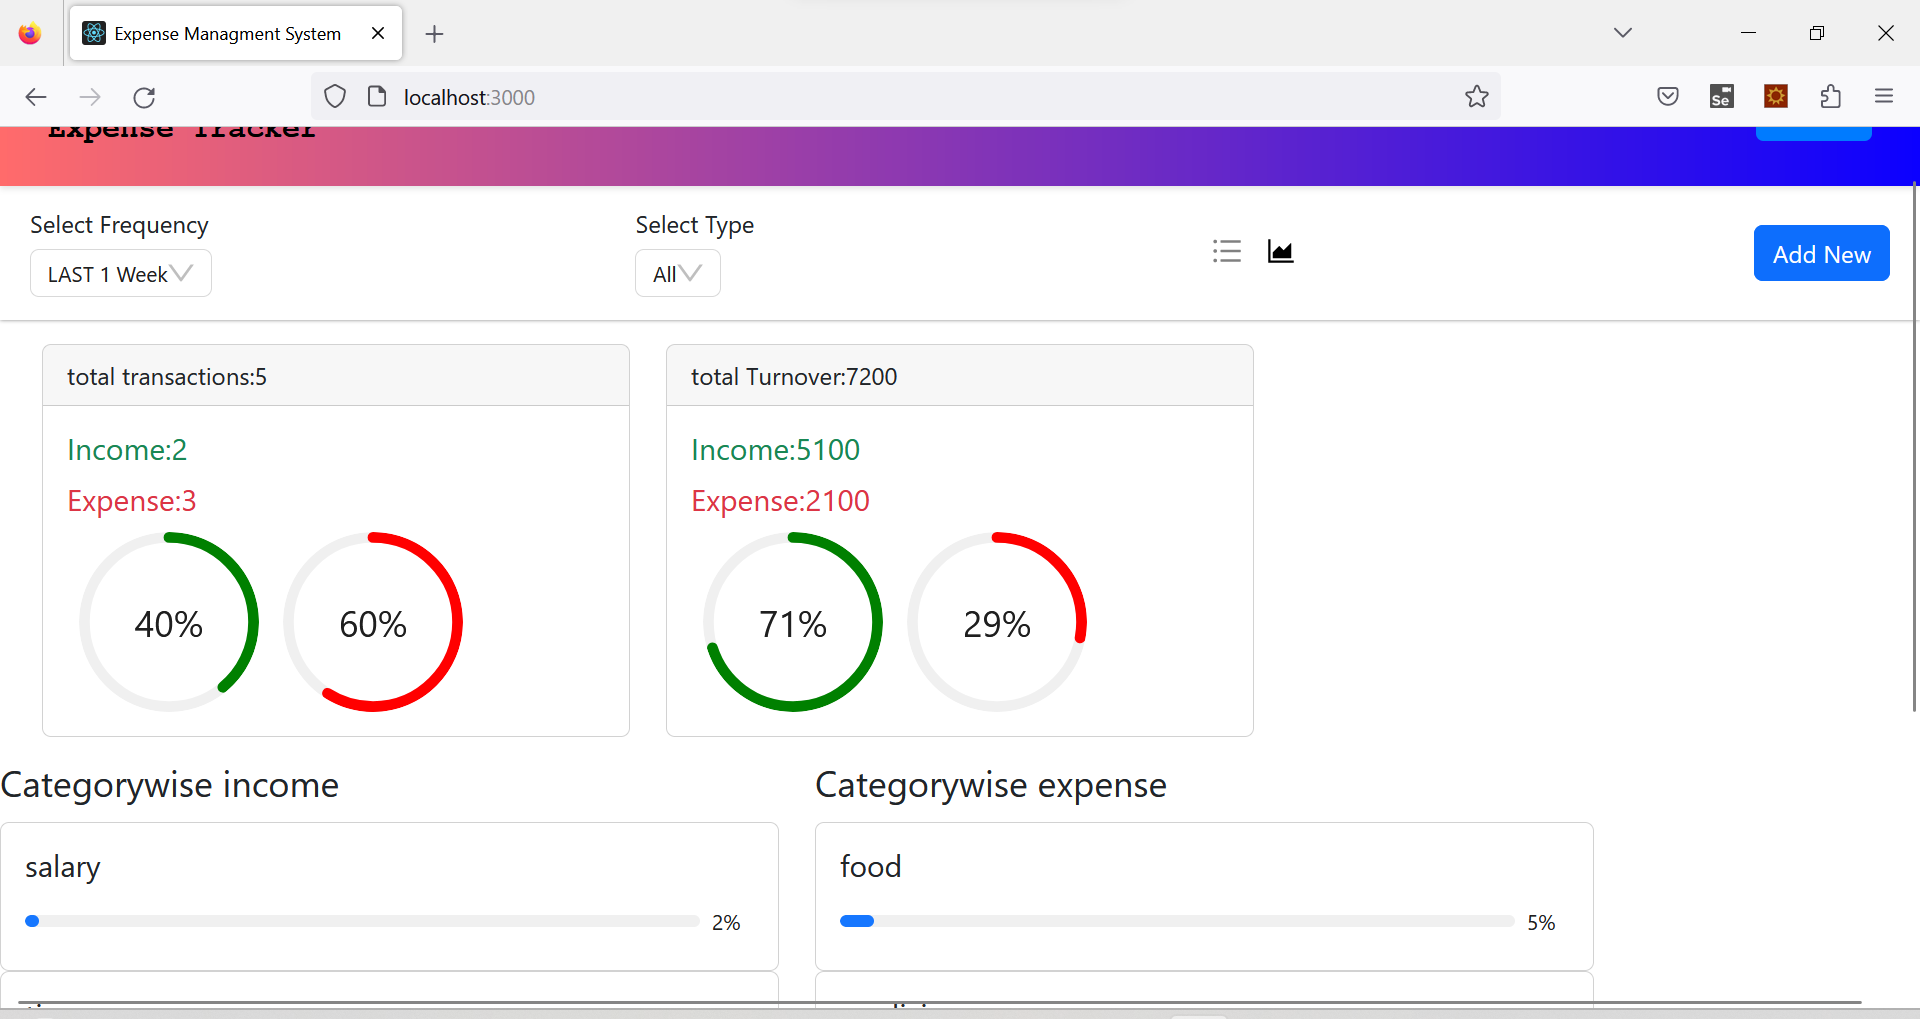 Expense Managment System
localhost:3000
Se
Expense Tracker
Select Frequency
LAST 1 Week
Select Type
All
Add New
total transactions:5
Income:2
Expense:3
40%
60%
total Turnover:7200
Income:5100
Expense:2100
71%
29%
Categorywise income
salary
2%
Categorywise expense
food
5%